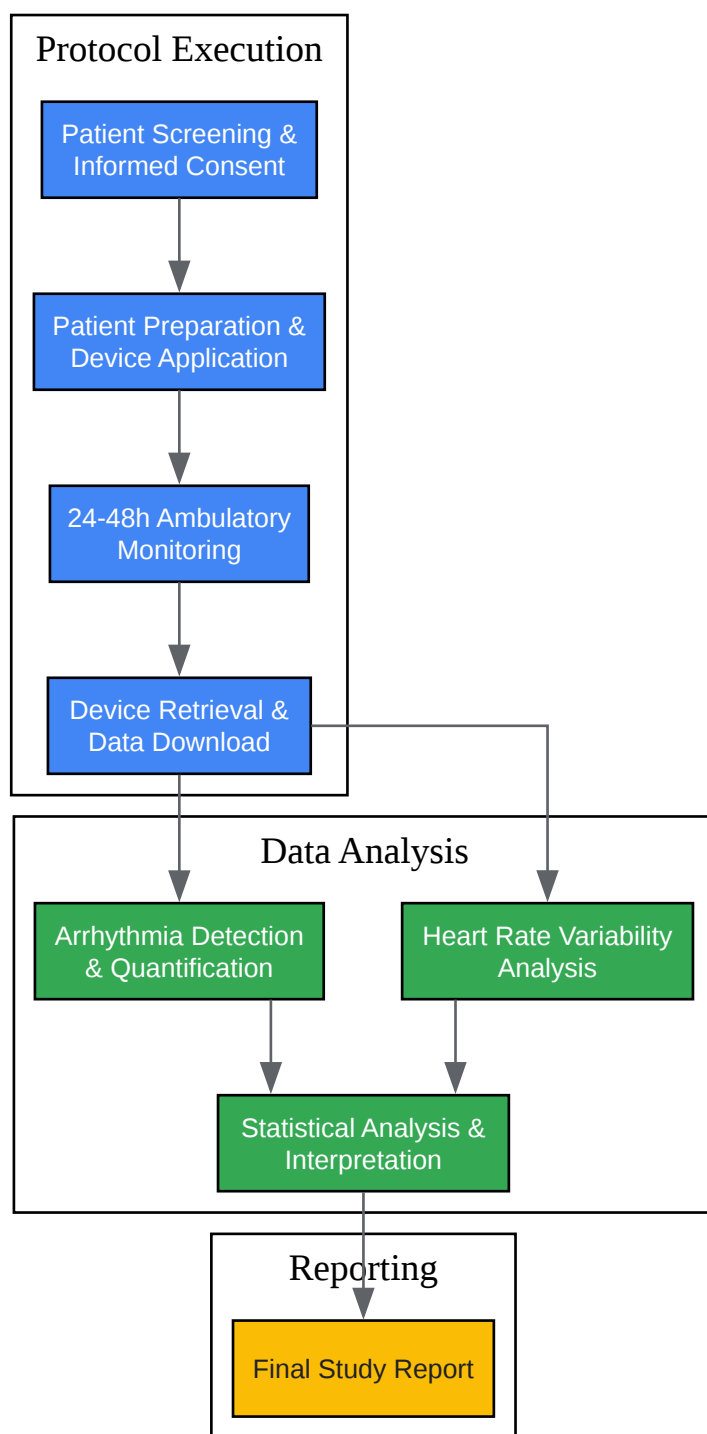 Protocol Execution
Patient Screening &
Informed Consent
Patient Preparation &
Device Application
24-48h Ambulatory
Monitoring
Device Retrieval &
Data Download
Data Analysis
Arrhythmia Detection
& Quantification
Heart Rate Variability
Analysis
Statistical Analysis &
Interpretation
Reporting
Final Study Report